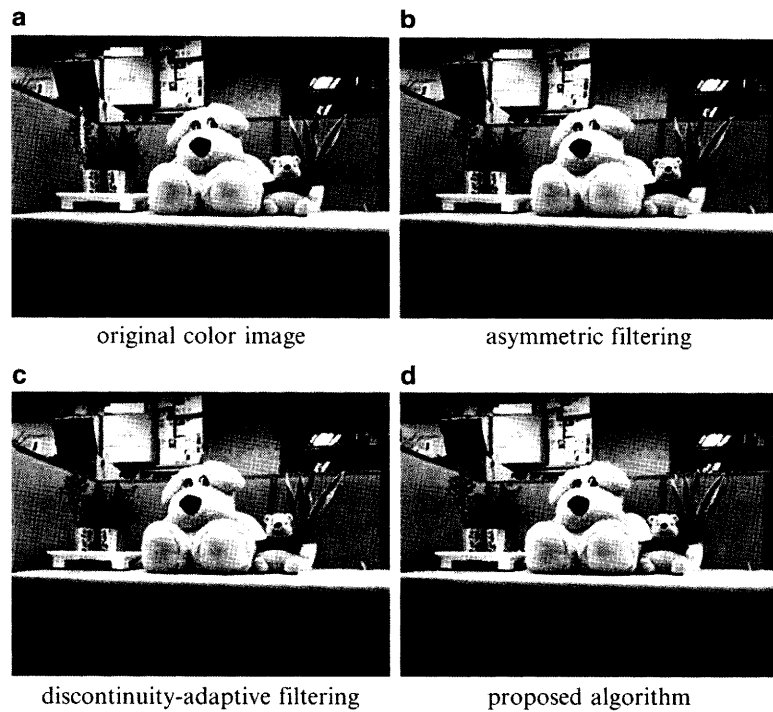 a
b
original color image
asymmetric filtering
c
d
discontinuity-adaptive filtering
proposed algorithm